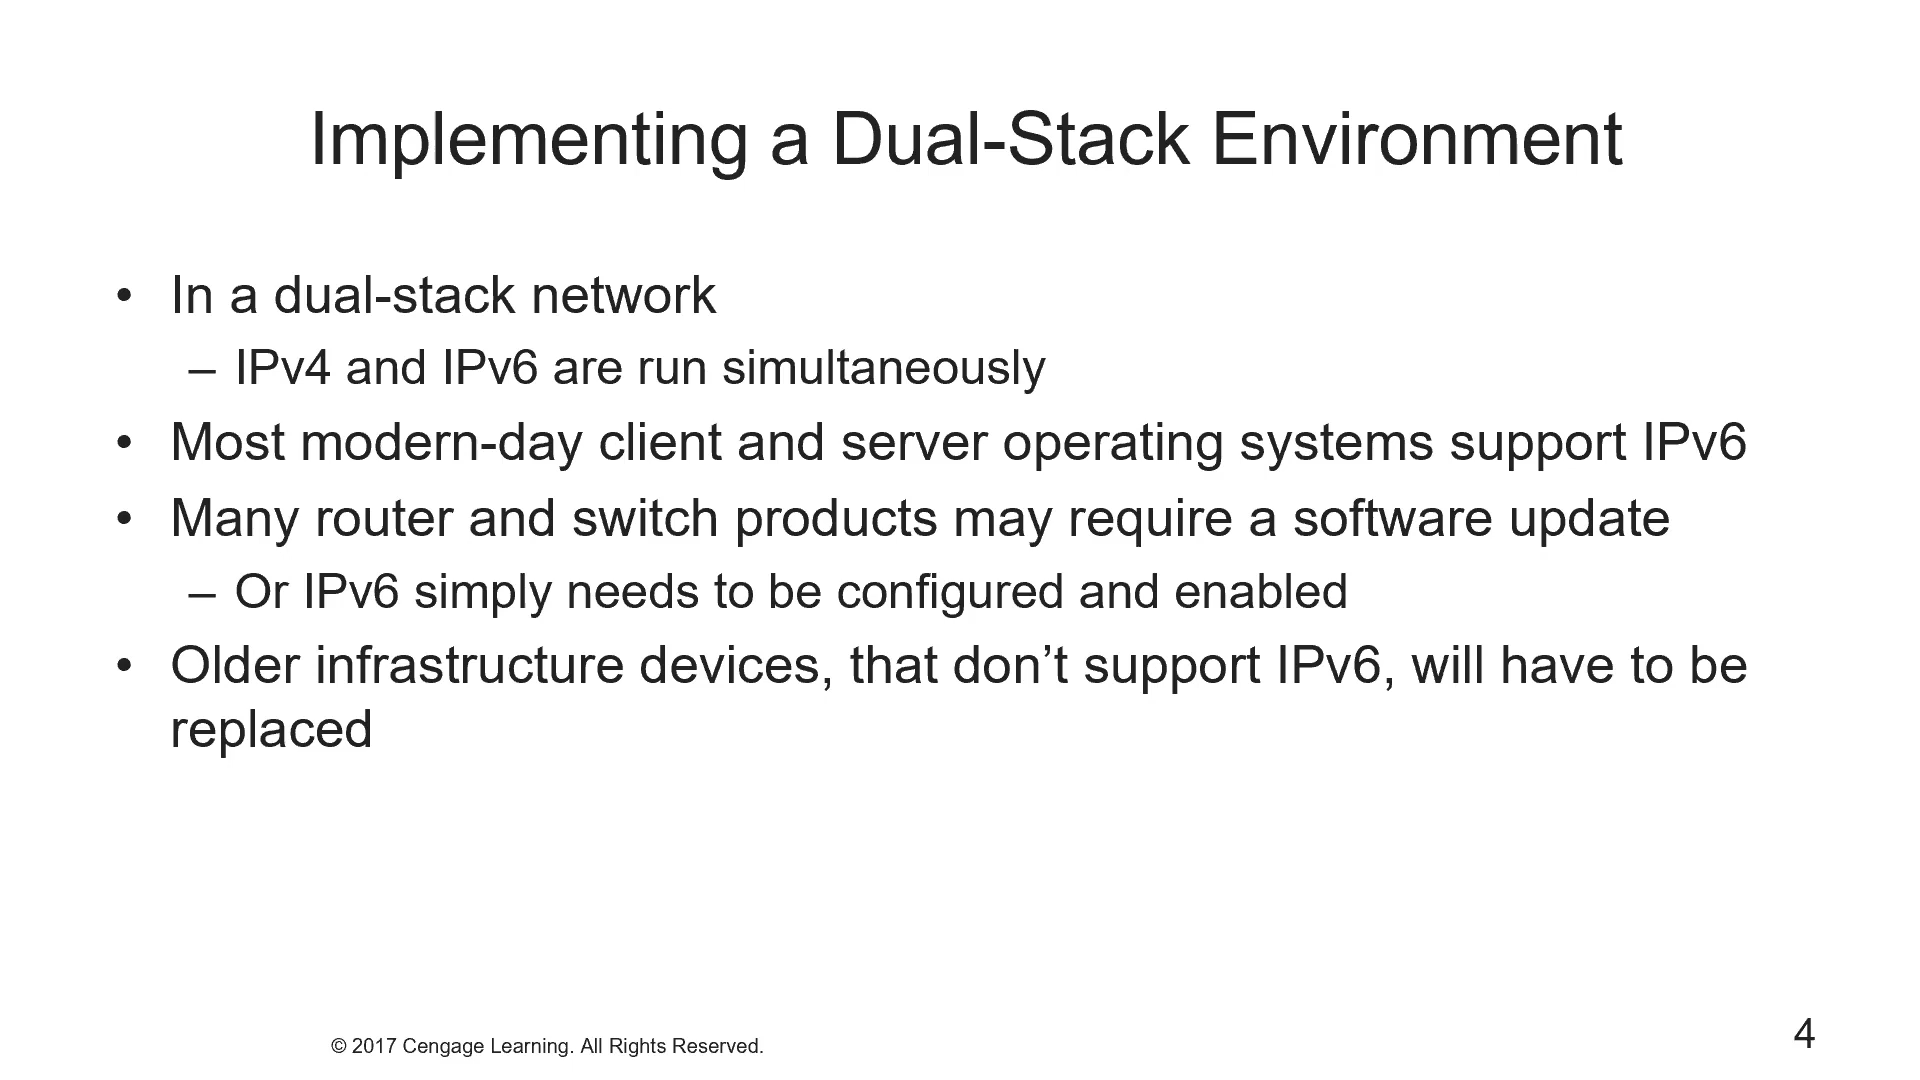 Implementing a Dual-Stack Environment
• In a dual-stack network
– IPv4 and IPv6 are run simultaneously
• Most modern-day client and server operating systems support IPv6
• Many router and switch products may require a software update
– Or IPv6 simply needs to be configured and enabled
• Older infrastructure devices, that don’t support IPv6, will have to be
replaced
© 2017 Cengage Learning. All Rights Reserved.
4